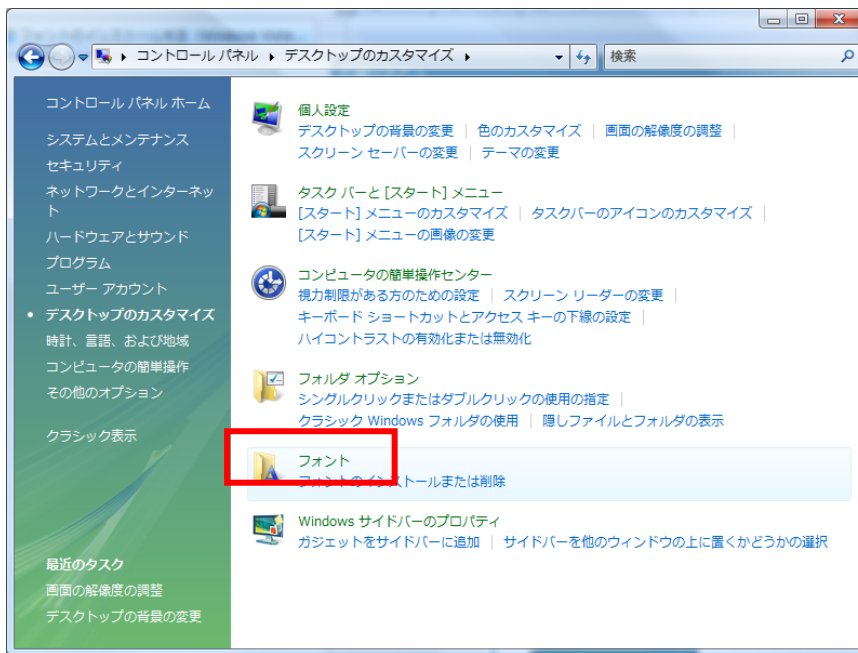 コントロール パネル ▸ デスクトップのカスタマイズ ▸
検索
コントロール パネル ホーム
システムとメンテナンス
セキュリティ
ネットワークとインターネッ
ト
ハードウェアとサウンド
プログラム
ユーザー アカウント
• デスクトップのカスタマイズ
時計、言語、および地域
コンピュータの簡単操作
その他のオプション
クラシック表示
最近のタスク
画面の解像度の調整
デスクトップの背景の変更
個人設定
デスクトップの背景の変更 | 色のカスタマイズ | 画面の解像度の調整 |
スクリーン セーバーの変更 | テーマの変更
タスク バーと [スタート] メニュー
[スタート] メニューのカスタマイズ | タスクバーのアイコンのカスタマイズ |
[スタート] メニューの画像の変更
コンピュータの簡単操作センター
視力制限がある方のための設定 | スクリーン リーダーの変更 |
キーボード ショートカットとアクセス キーの下線の設定 |
ハイコントラストの有効化または無効化
フォルダ オプション
シングルクリックまたはダブルクリックの使用の指定 |
クラシック Windows フォルダの使用 | 隠しファイルとフォルダの表示
フォント
フォントのインストールまたは削除
Windows サイドバーのプロパティ
ガジェットをサイドバーに追加 | サイドバーを他のウィンドウの上に置くかどうかの選択